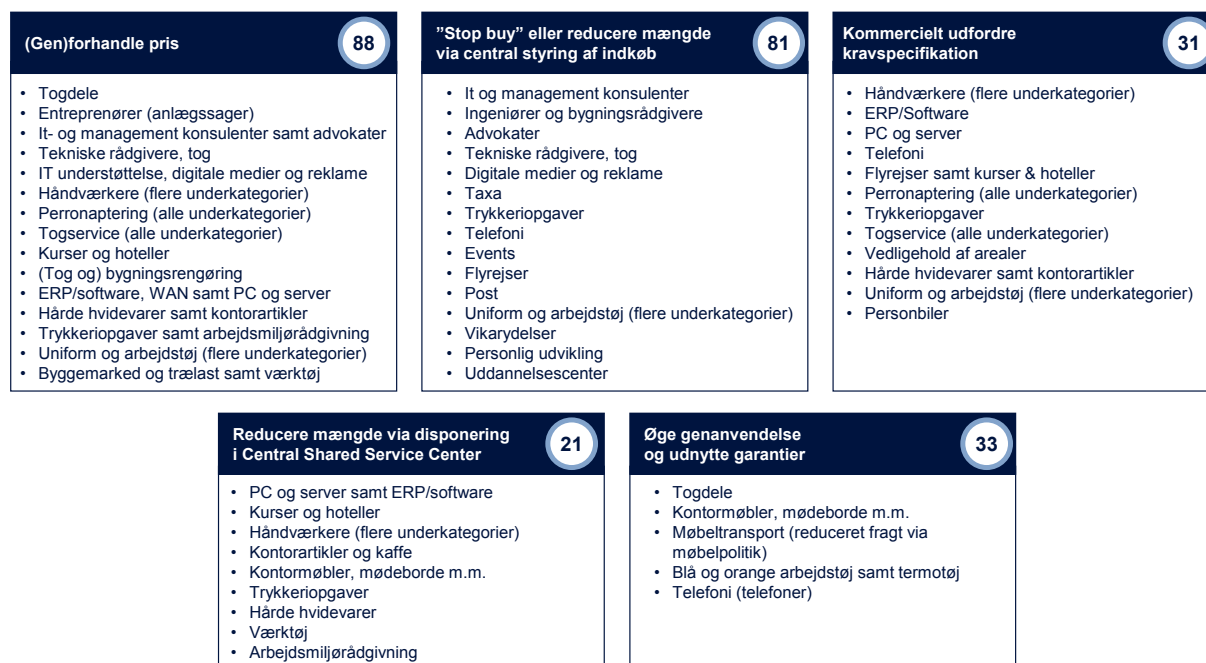 (Gen)forhandle pris
88
• Togdele
• Entreprenører (anlægssager)
• It- og management konsulenter samt advokater
• Tekniske rådgivere, tog
• IT understøttelse, digitale medier og reklame
• Håndværkere (flere underkategorier)
• Perronaptering (alle underkategorier)
• Togservice (alle underkategorier)
• Kurser og hoteller
• (Tog og) bygningsrengøring
• ERP/software, WAN samt PC og server
• Hårde hvidevarer samt kontorartikler
• Trykkeriopgaver samt arbejdsmiljørådgivning
• Uniform og arbejdstøj (flere underkategorier)
• Byggemarked og trælast samt værktøj
”Stop buy” eller reducere mængde
via central styring af indkøb
81
• It og management konsulenter
• Ingeniører og bygningsrådgivere
• Advokater
• Tekniske rådgivere, tog
• Digitale medier og reklame
• Taxa
• Trykkeriopgaver
• Telefoni
• Events
• Flyrejser
• Post
• Uniform og arbejdstøj (flere underkategorier)
• Vikarydelser
• Personlig udvikling
• Uddannelsescenter
Kommercielt udfordre
kravspecifikation
31
• Håndværkere (flere underkategorier)
• ERP/Software
• PC og server
• Telefoni
• Flyrejser samt kurser & hoteller
• Perronaptering (alle underkategorier)
• Trykkeriopgaver
• Togservice (alle underkategorier)
• Vedligehold af arealer
• Hårde hvidevarer samt kontorartikler
• Uniform og arbejdstøj (flere underkategorier)
• Personbiler
Reducere mængde via disponering
i Central Shared Service Center
21
• PC og server samt ERP/software
• Kurser og hoteller
• Håndværkere (flere underkategorier)
• Kontorartikler og kaffe
• Kontormøbler, mødeborde m.m.
• Trykkeriopgaver
• Hårde hvidevarer
• Værktøj
• Arbejdsmiljørådgivning
Øge genanvendelse
og udnytte garantier
33
• Togdele
• Kontormøbler, mødeborde m.m.
• Møbeltransport (reduceret fragt via
møbelpolitik)
• Blå og orange arbejdstøj samt termotøj
• Telefoni (telefoner)